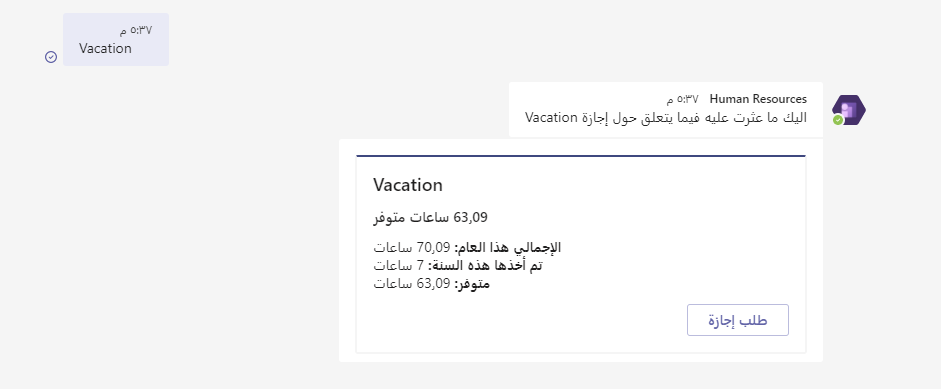 ٥:٣٧ م
Vacation
Human Resources ٥:٣٧ م
اليك ما عثرت عليه فيما يتعلق حول إجازة Vacation
Vacation
63,09 ساعات متوفر
الإجمالي هذا العام: 70,09 ساعات
تم أخذها هذه السنة: 7 ساعات
متوفر: 63,09 ساعات
طلب إجازة